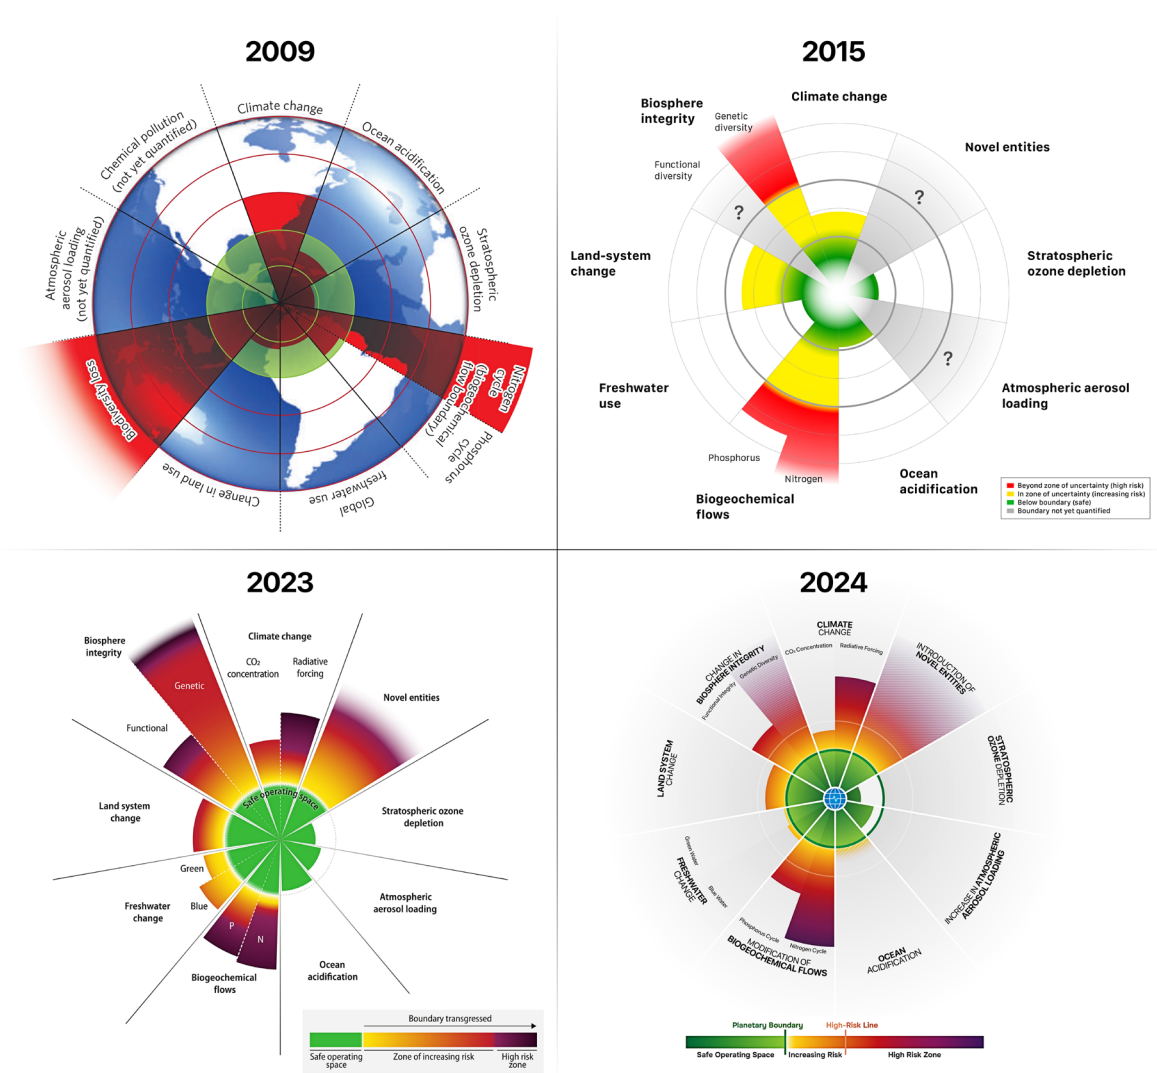 2009
Climate change
Ocean acidification
Stratospheric
ozone depletion
Nitrogen
cycle
(biogeochemical
flow boundary)
Phosphorus
cycle
Global
freshwater use
Change in land use
Biodiversity loss
Atmospheric
aerosol loading
(not yet quantified)
Chemical pollution
(not yet quantified)
2015
Climate change
Biosphere
integrity
Genetic
diversity
Functional
diversity
Novel entities
?
?
Land-system
change
Stratospheric
ozone depletion
?
Freshwater
use
Atmospheric aerosol
loading
Phosphorus
Nitrogen
Biogeochemical
flows
Ocean
acidification
Beyond zone of uncertainty (high risk)
In zone of uncertainty (increasing risk)
Below boundary (safe)
Boundary not yet quantified
2023
Climate change
Biosphere
integrity
CO₂
concentration
Radiative
forcing
Genetic
Novel entities
Functional
Safe operating space
Land system
change
Stratospheric ozone
depletion
Green
Freshwater
change
Blue
Atmospheric
aerosol loading
P
N
Biogeochemical
flows
Ocean
acidification
Boundary transgressed
Safe operating
space
Zone of increasing risk
High risk
zone
2024
CLIMATE
CHANGE
CO₂ Concentration
Radiative Forcing
CHANGE IN
BIOSPHERE INTEGRITY
Genetic Diversity
Functional Integrity
INTRODUCTION OF
NOVEL ENTITIES
STRATOSPHERIC
OZONE DEPLETION
LAND SYSTEM
CHANGE
Green Water
FRESHWATER
CHANGE
Blue Water
INCREASE IN ATMOSPHERIC
AEROSOL LOADING
Phosphorus Cycle
Nitrogen Cycle
MODIFICATION OF
BIOGEOCHEMICAL FLOWS
OCEAN
ACIDIFICATION
Planetary Boundary
High-Risk Line
Safe Operating Space
Increasing Risk
High Risk Zone